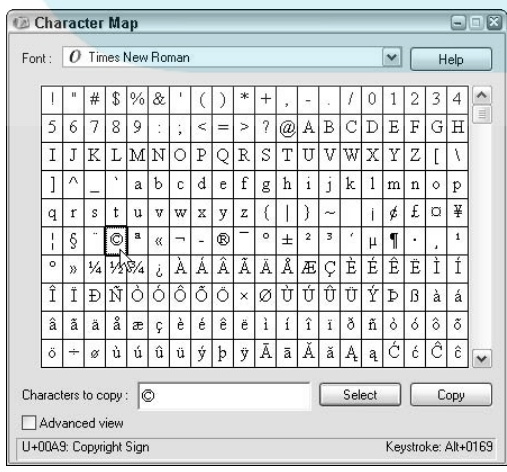 Character Map
Font : O Times New Roman Help
! " # $ % & ' ( ) * + , - . / 0 1 2 3 4
5 6 7 8 9 : ; < = > ? @ A B C D E F G H
I J K L M N O P Q R S T U V W X Y Z [ \
] ^ _ ` a b c d e f g h i j k l m n o p
q r s t u v w x y z { | } ~ ¡ ¢ £ ¤ ¥
¦ § ¨ © ª « ¬ - ® ¯ ° ± ² ³ ´ µ ¶ · ¸ ¹
º » ¼ ½ ¾ ¿ À Á Â Ã Ä Å Æ Ç È É Ê Ë Ì Í
Î Ï Ð Ñ Ò Ó Ô Õ Ö × Ø Ù Ú Û Ü Ý Þ ß à á
â ã ä å æ ç è é ê ë ì í î ï ð ñ ò ó ô õ
ö ÷ ø ù ú û ü ý þ ÿ Ā ā Ă ă Ą ą Ć ć Ĉ ĉ
Characters to copy : © Select Copy
Advanced view
U+00A9: Copyright Sign Keystroke: Alt+0169